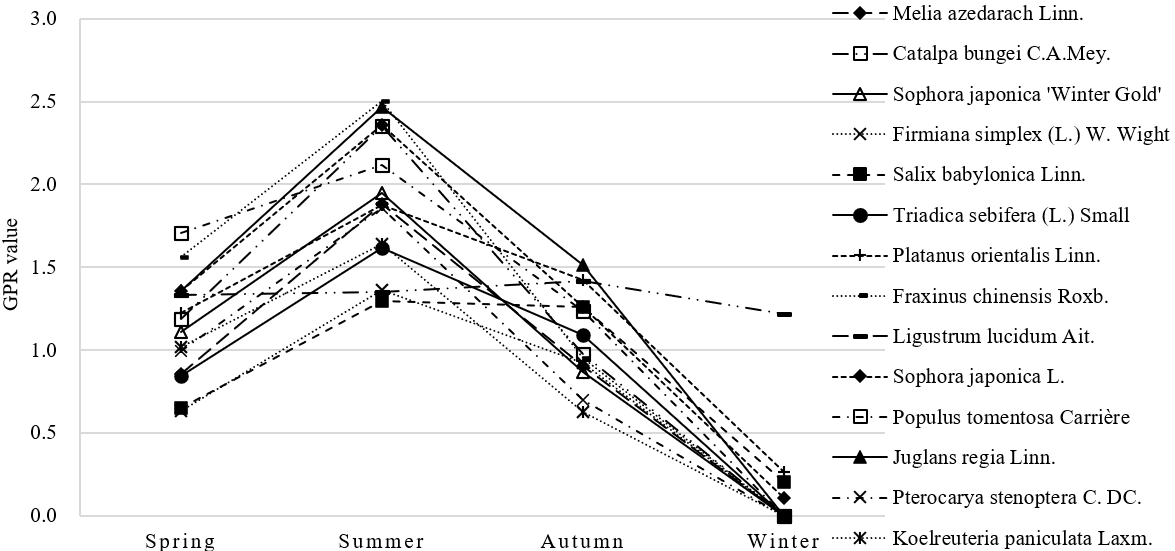 3.0
2.5
2.0
1.5
1.0
0.5
0.0
GPR value
Spring
Summer
Autumn
Winter
Melia azedarach Linn.
Catalpa bungei C.A.Mey.
Sophora japonica 'Winter Gold'
Firmiana simplex (L.) W. Wight
Salix babylonica Linn.
Triadica sebifera (L.) Small
Platanus orientalis Linn.
Fraxinus chinensis Roxb.
Ligustrum lucidum Ait.
Sophora japonica L.
Populus tomentosa Carrière
Juglans regia Linn.
Pterocarya stenoptera C. DC.
Koelreuteria paniculata Laxm.